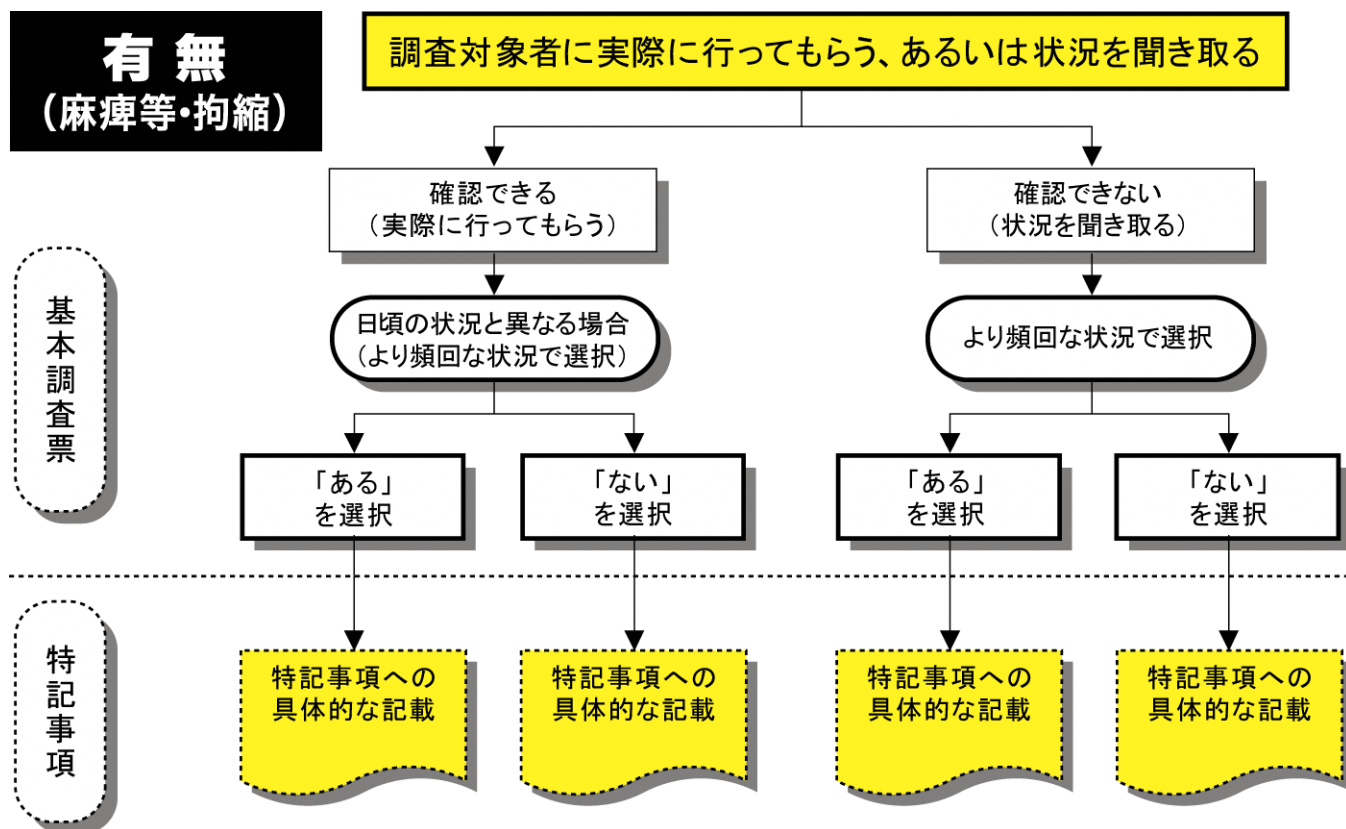 有無
（麻痺等・拘縮）
調査対象者に実際に行ってもらう、あるいは状況を聞き取る
確認できる
（実際に行ってもらう）
確認できない
（状況を聞き取る）
基本調査票
日頃の状況と異なる場合
（より頻回な状況で選択）
より頻回な状況で選択
「ある」
を選択
「ない」
を選択
「ある」
を選択
「ない」
を選択
特記事項
特記事項への
具体的な記載
特記事項への
具体的な記載
特記事項への
具体的な記載
特記事項への
具体的な記載